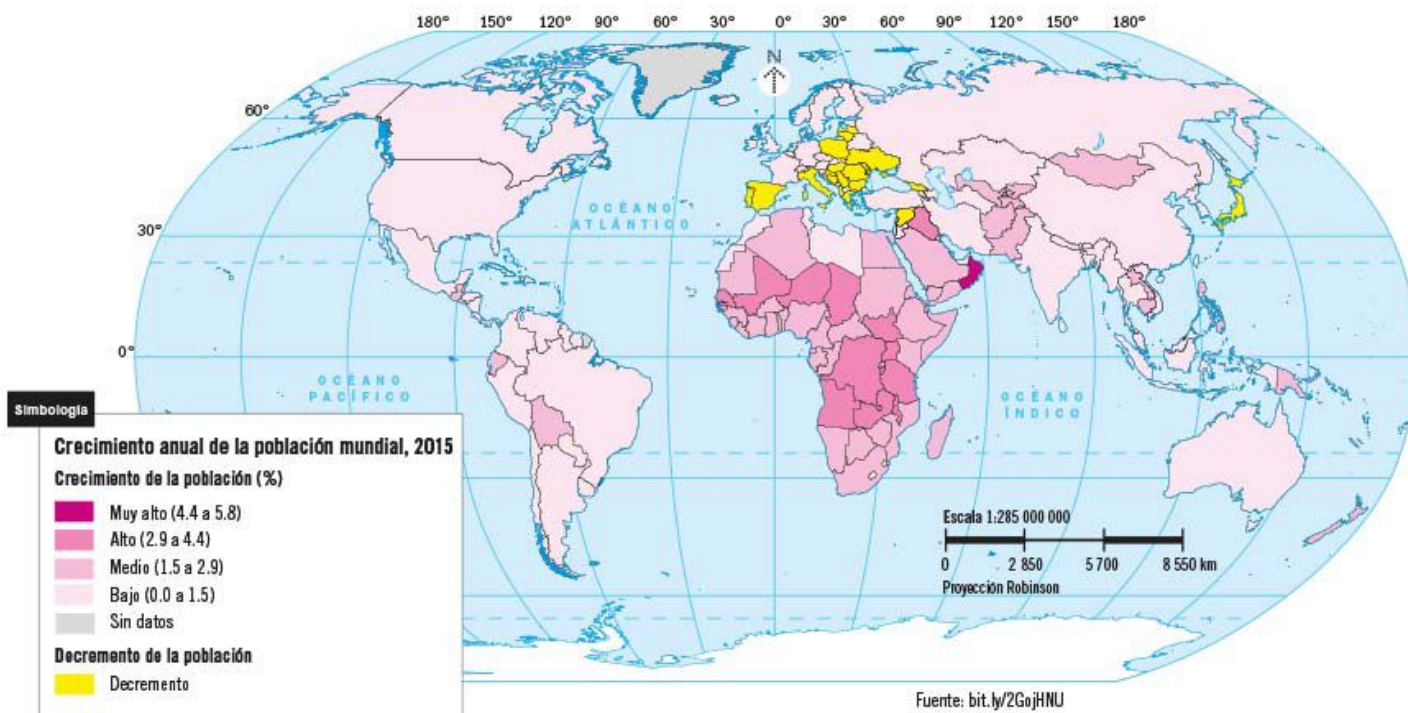 180° 150° 120° 90° 60° 30° 0° 30° 60° 90° 120° 150° 180°
N
60°
30°
0°
OCÉANO
ATLÁNTICO
OCÉANO
PACÍFICO
OCÉANO
ÍNDICO
Simbología
Crecimiento anual de la población mundial, 2015
Crecimiento de la población (%)
Muy alto (4.4 a 5.8)
Alto (2.9 a 4.4)
Medio (1.5 a 2.9)
Bajo (0.0 a 1.5)
Sin datos
Decremento de la población
Decremento
Escala 1:285 000 000
0 2 850 5 700 8 550 km
Proyección Robinson
Fuente: bit.ly/2GojHNU